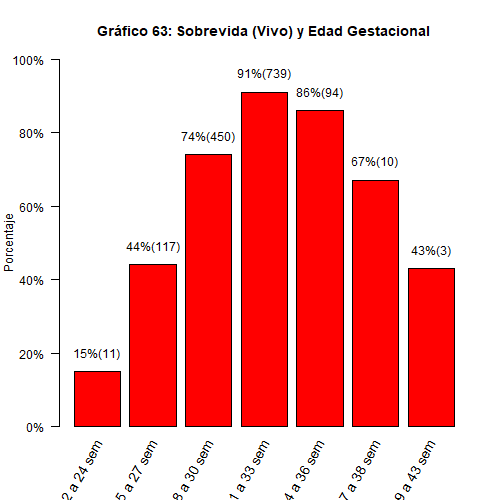 Gráfico 63: Sobrevida (Vivo) y Edad Gestacional
Porcentaje
100%
80%
60%
40%
20%
0%
15%(11)
44%(117)
74%(450)
91%(739)
86%(94)
67%(10)
43%(3)
2 a 24 sem
5 a 27 sem
8 a 30 sem
1 a 33 sem
4 a 36 sem
7 a 38 sem
9 a 43 sem